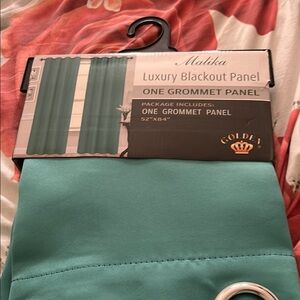 Malika
Luxury Blackout Panel
ONE GROMMET PANEL
PACKAGE INCLUDES:
ONE GROMMET PANEL
52"X84"
GOLDEN